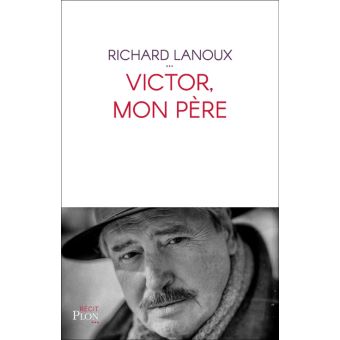 RICHARD LANOUX
...
VICTOR,
MON PÈRE
RÉCIT
PLON
...